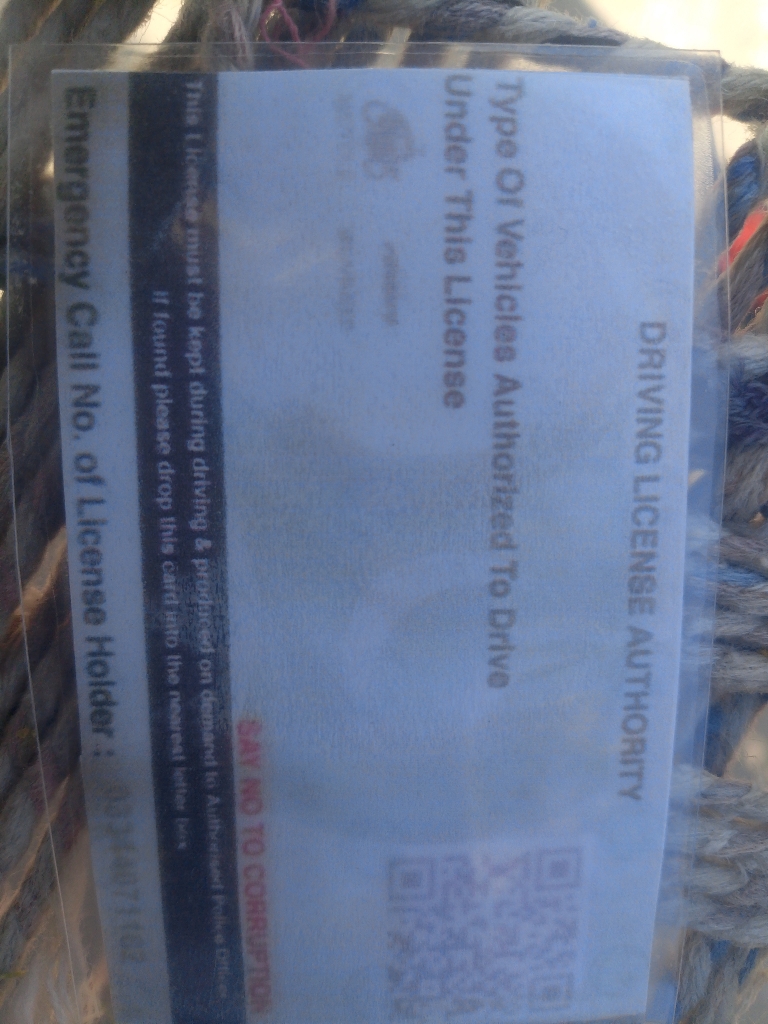 DRIVING LICENSE AUTHORITY
Type Of Vehicles Authorized To Drive
Under This License
SAY NO TO CORRUPTION
This License must be kept during driving & produced on demand to Authorised Police Officer
If found please drop this card into the nearest letter box
Emergency Call No. of License Holder :